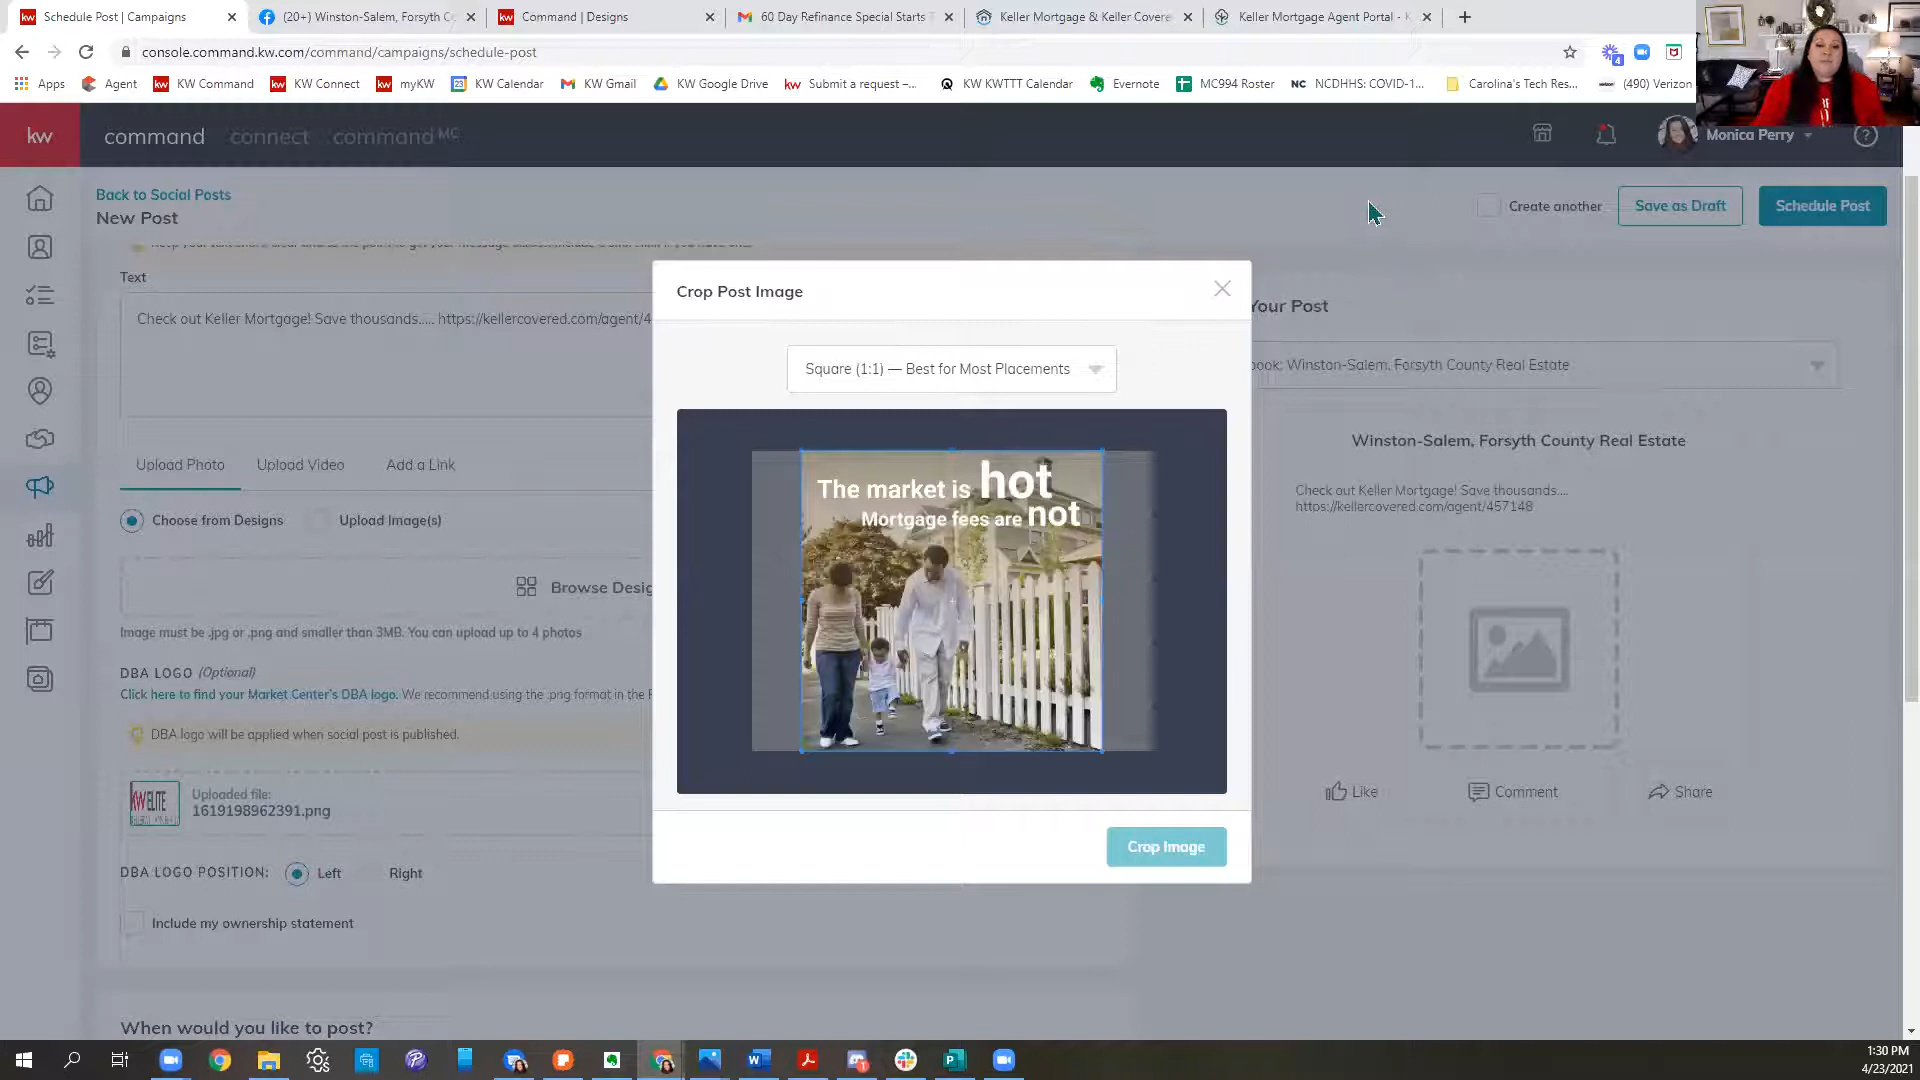 Schedule Post | Campaigns
(20+) Winston-Salem, Forsyth C
Command | Designs
60 Day Refinance Special Starts T
Keller Mortgage & Keller Covere
Keller Mortgage Agent Portal - K
console.command.kw.com/command/campaigns/schedule-post
Apps
Agent
KW Command
KW Connect
myKW
KW Calendar
KW Gmail
KW Google Drive
Submit a request –...
KW KWTTT Calendar
Evernote
MC994 Roster
NCDHHS: COVID-1...
Carolina's Tech Res...
(490) Verizon
kw
command
connect
command MC
Monica Perry
Back to Social Posts
New Post
Create another
Save as Draft
Schedule Post
Text
Check out Keller Mortgage! Save thousands..... https://kellercovered.com/agent/4
Upload Photo
Upload Video
Add a Link
Choose from Designs
Upload Image(s)
Browse Desig
Image must be .jpg or .png and smaller than 3MB. You can upload up to 4 photos
DBA LOGO (Optional)
Click here to find your Market Center's DBA logo. We recommend using the .png format in the F
DBA logo will be applied when social post is published.
KW ELITE
Uploaded file:
1619198962391.png
DBA LOGO POSITION:
Left
Right
Include my ownership statement
When would you like to post?
Crop Post Image
Square (1:1) — Best for Most Placements
The market is hot
Mortgage fees are not
Crop Image
Your Post
book: Winston-Salem, Forsyth County Real Estate
Winston-Salem, Forsyth County Real Estate
Check out Keller Mortgage! Save thousands....
https://kellercovered.com/agent/457148
Like
Comment
Share
1:30 PM
4/23/2021